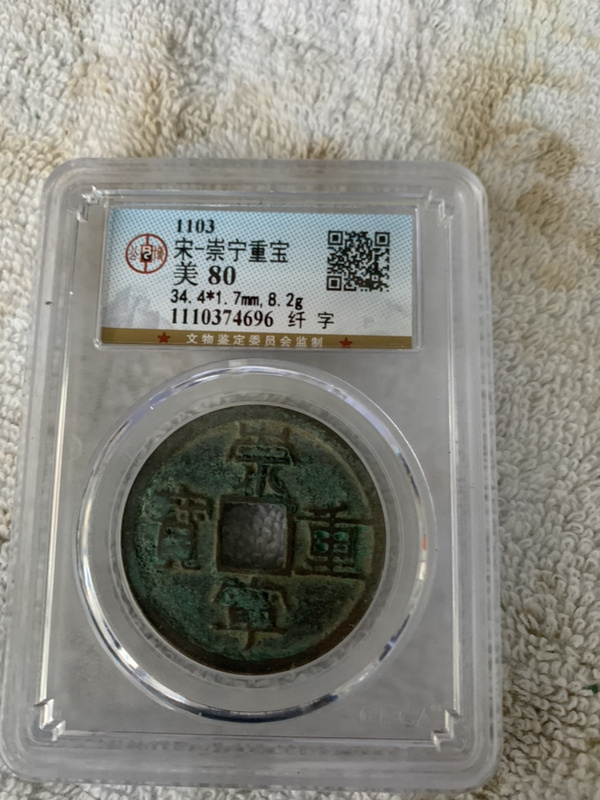 1103
宋-崇宁重宝
美 80
34.4*1.7mm,8.2g
1110374696 纤 字
文物鉴定委员会监制
崇
寳 重
寧